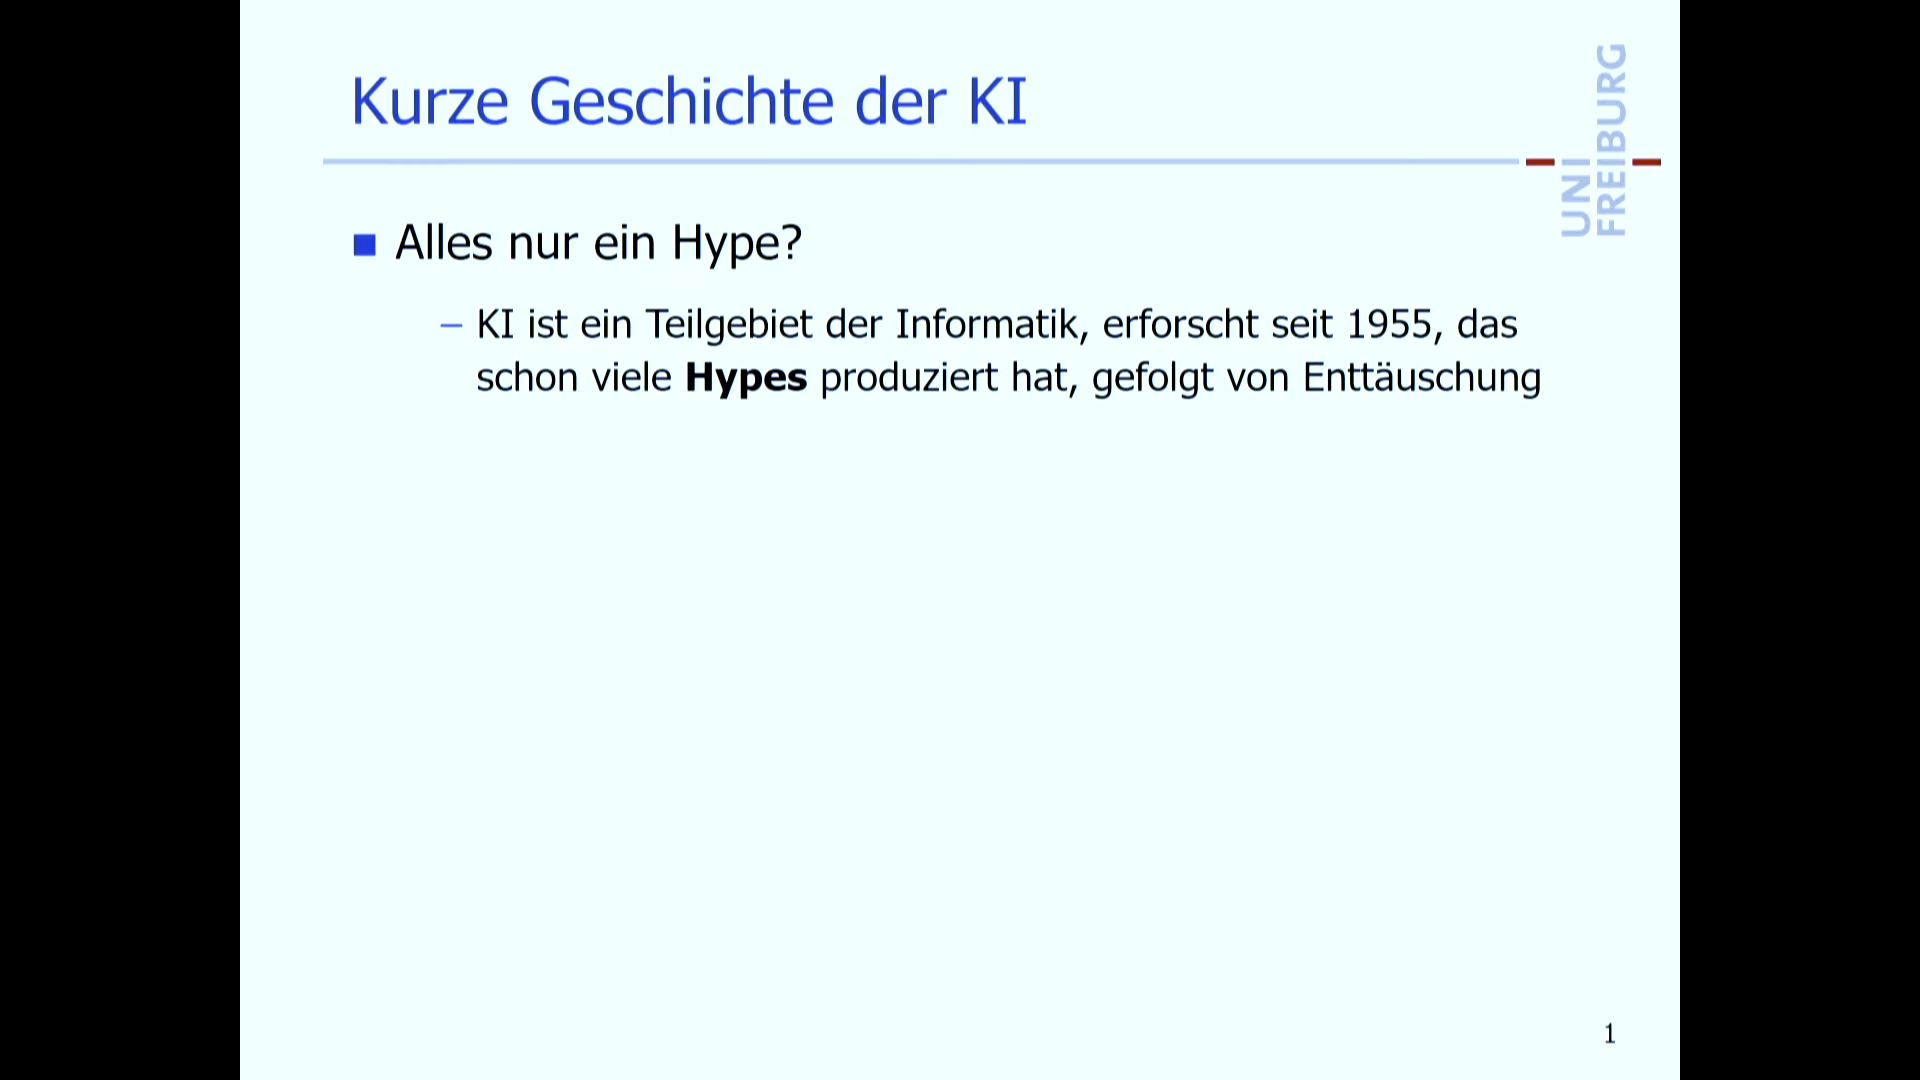 Kurze Geschichte der KI
UNI
FREIBURG
Alles nur ein Hype?
– KI ist ein Teilgebiet der Informatik, erforscht seit 1955, das
schon viele Hypes produziert hat, gefolgt von Enttäuschung
1